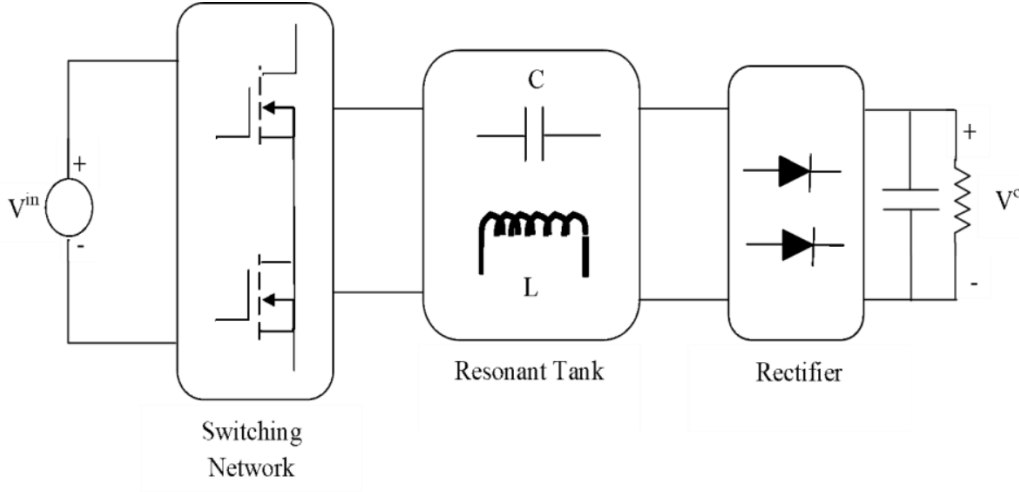 C
+
+
V^in
V^o
-
L
-
Resonant Tank
Rectifier
Switching
Network